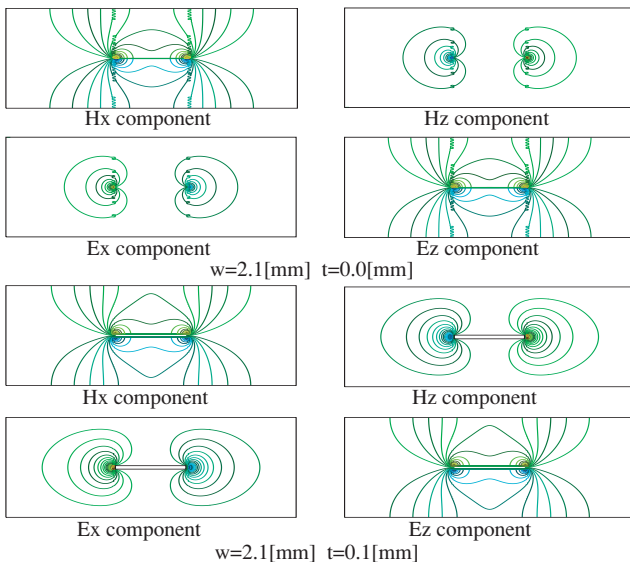 Hx component
Hz component
Ex component
Ez component
w=2.1[mm] t=0.0[mm]
Hx component
Hz component
Ex component
Ez component
w=2.1[mm] t=0.1[mm]